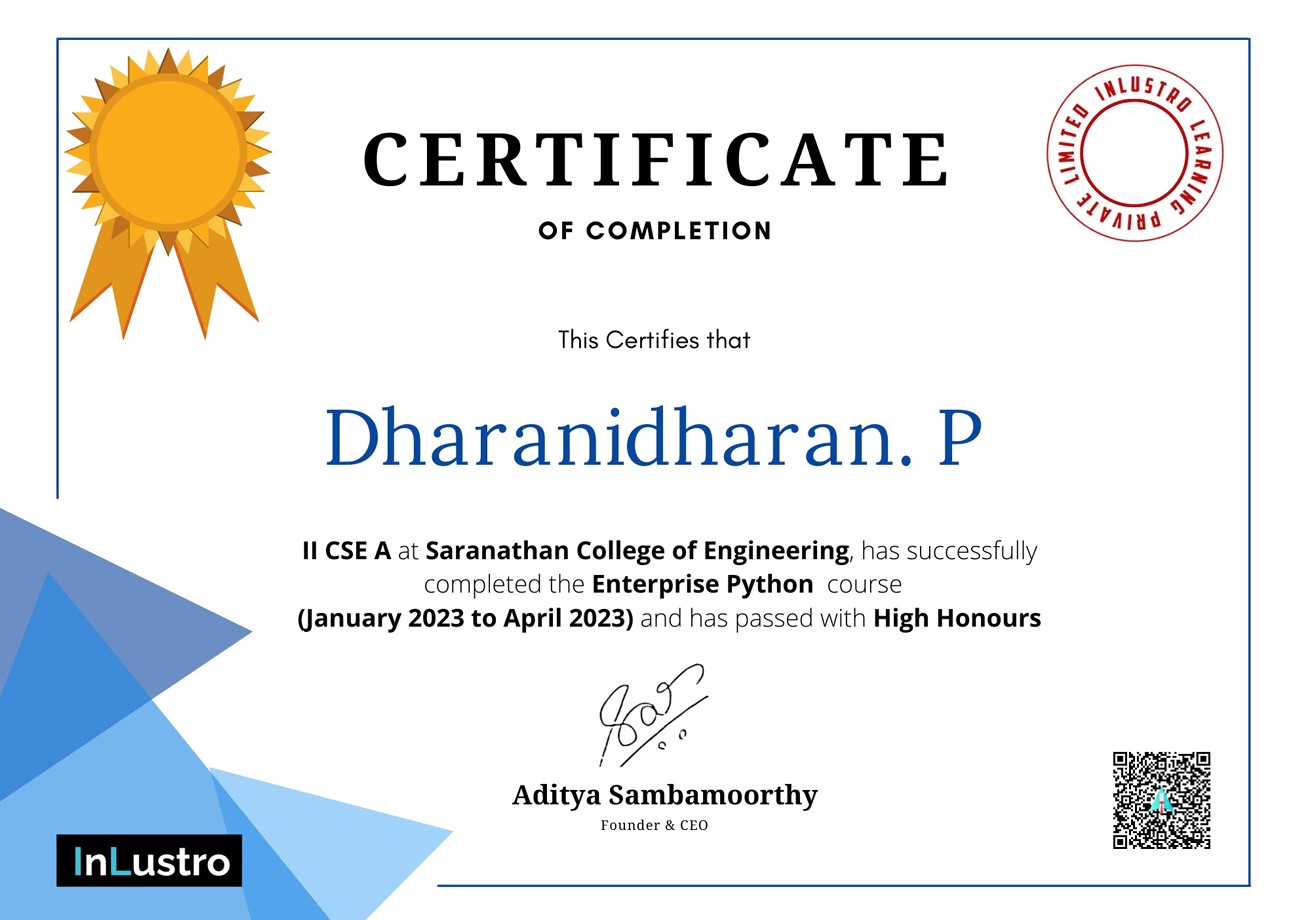 CERTIFICATE
OF COMPLETION
INLUSTRO LEARNING PRIVATE LIMITED
This Certifies that
Dharanidharan. P
II CSE A at Saranathan College of Engineering, has successfully
completed the Enterprise Python course
(January 2023 to April 2023) and has passed with High Honours
Aditya Sambamoorthy
Founder & CEO
InLustro